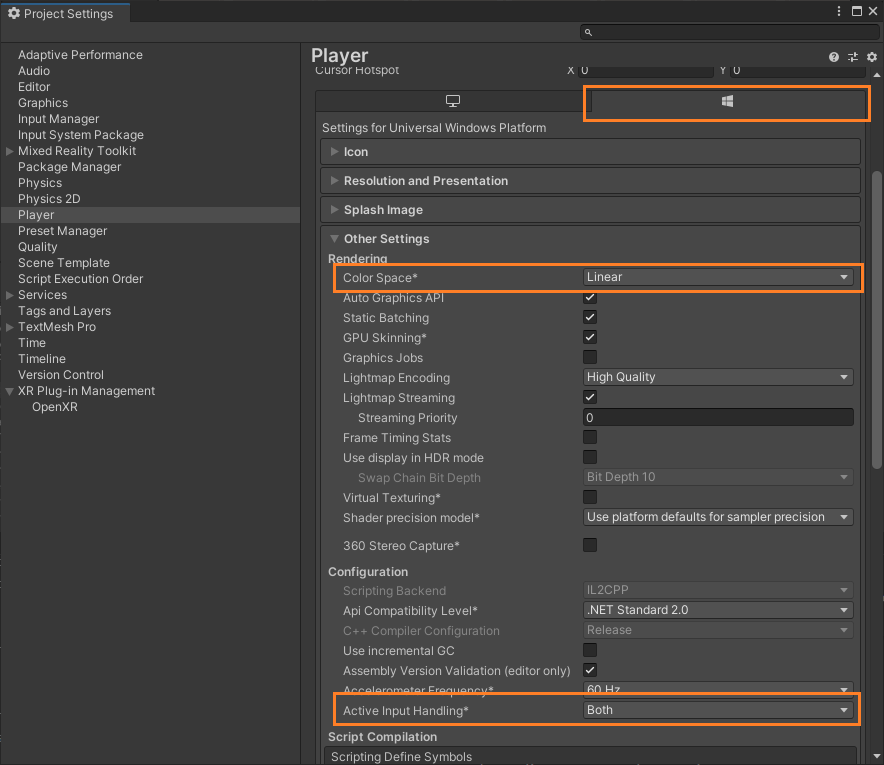 Project Settings
Adaptive Performance
Audio
Editor
Graphics
Input Manager
Input System Package
Mixed Reality Toolkit
Package Manager
Physics
Physics 2D
Player
Preset Manager
Quality
Scene Template
Script Execution Order
Services
Tags and Layers
TextMesh Pro
Time
Timeline
Version Control
XR Plug-in Management
OpenXR
Player
Cursor Hotspot X 0 Y 0
Settings for Universal Windows Platform
Icon
Resolution and Presentation
Splash Image
Other Settings
Rendering
Color Space* Linear
Auto Graphics API
Static Batching
GPU Skinning*
Graphics Jobs
Lightmap Encoding High Quality
Lightmap Streaming
Streaming Priority 0
Frame Timing Stats
Use display in HDR mode
Swap Chain Bit Depth Bit Depth 10
Virtual Texturing*
Shader precision model* Use platform defaults for sampler precision
360 Stereo Capture*
Configuration
Scripting Backend IL2CPP
Api Compatibility Level* .NET Standard 2.0
C++ Compiler Configuration Release
Use incremental GC
Assembly Version Validation (editor only)
Accelerometer Frequency* 60 Hz
Active Input Handling* Both
Script Compilation
Scripting Define Symbols